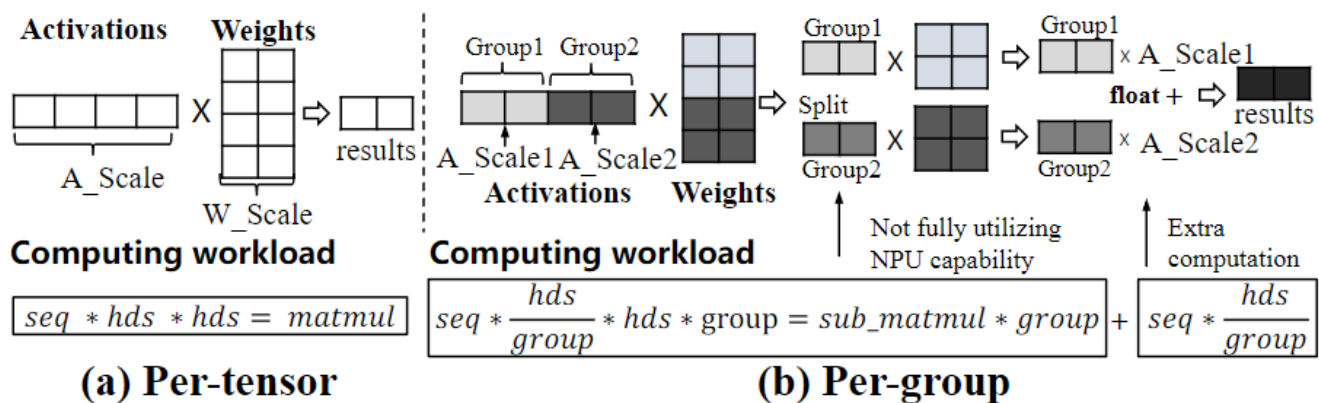 Activations
Weights
X
results
A_Scale
W_Scale
Computing workload
seq * hds * hds = matmul
(a) Per-tensor
Group1 Group2
X
A_Scale1 A_Scale2
Activations
Weights
Split
Group1
X
Group1
× A_Scale1
float +
results
Group2
X
Group2
× A_Scale2
Not fully utilizing
NPU capability
Extra
computation
Computing workload
seq * hds/group * hds * group = sub_matmul * group + seq * hds/group
(b) Per-group